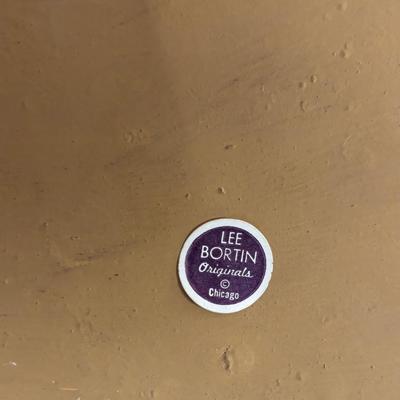 LEE
BORTIN
Originals
©
Chicago